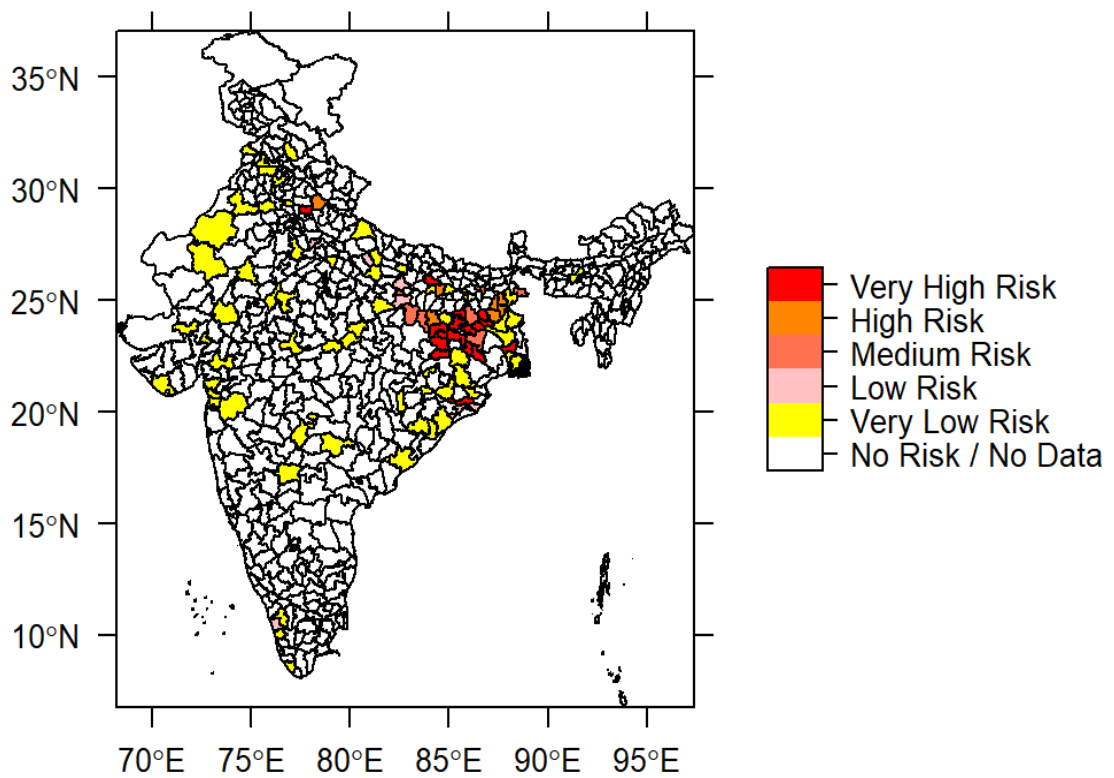 35°N
30°N
25°N
20°N
15°N
10°N
70°E 75°E 80°E 85°E 90°E 95°E
Very High Risk
High Risk
Medium Risk
Low Risk
Very Low Risk
No Risk / No Data